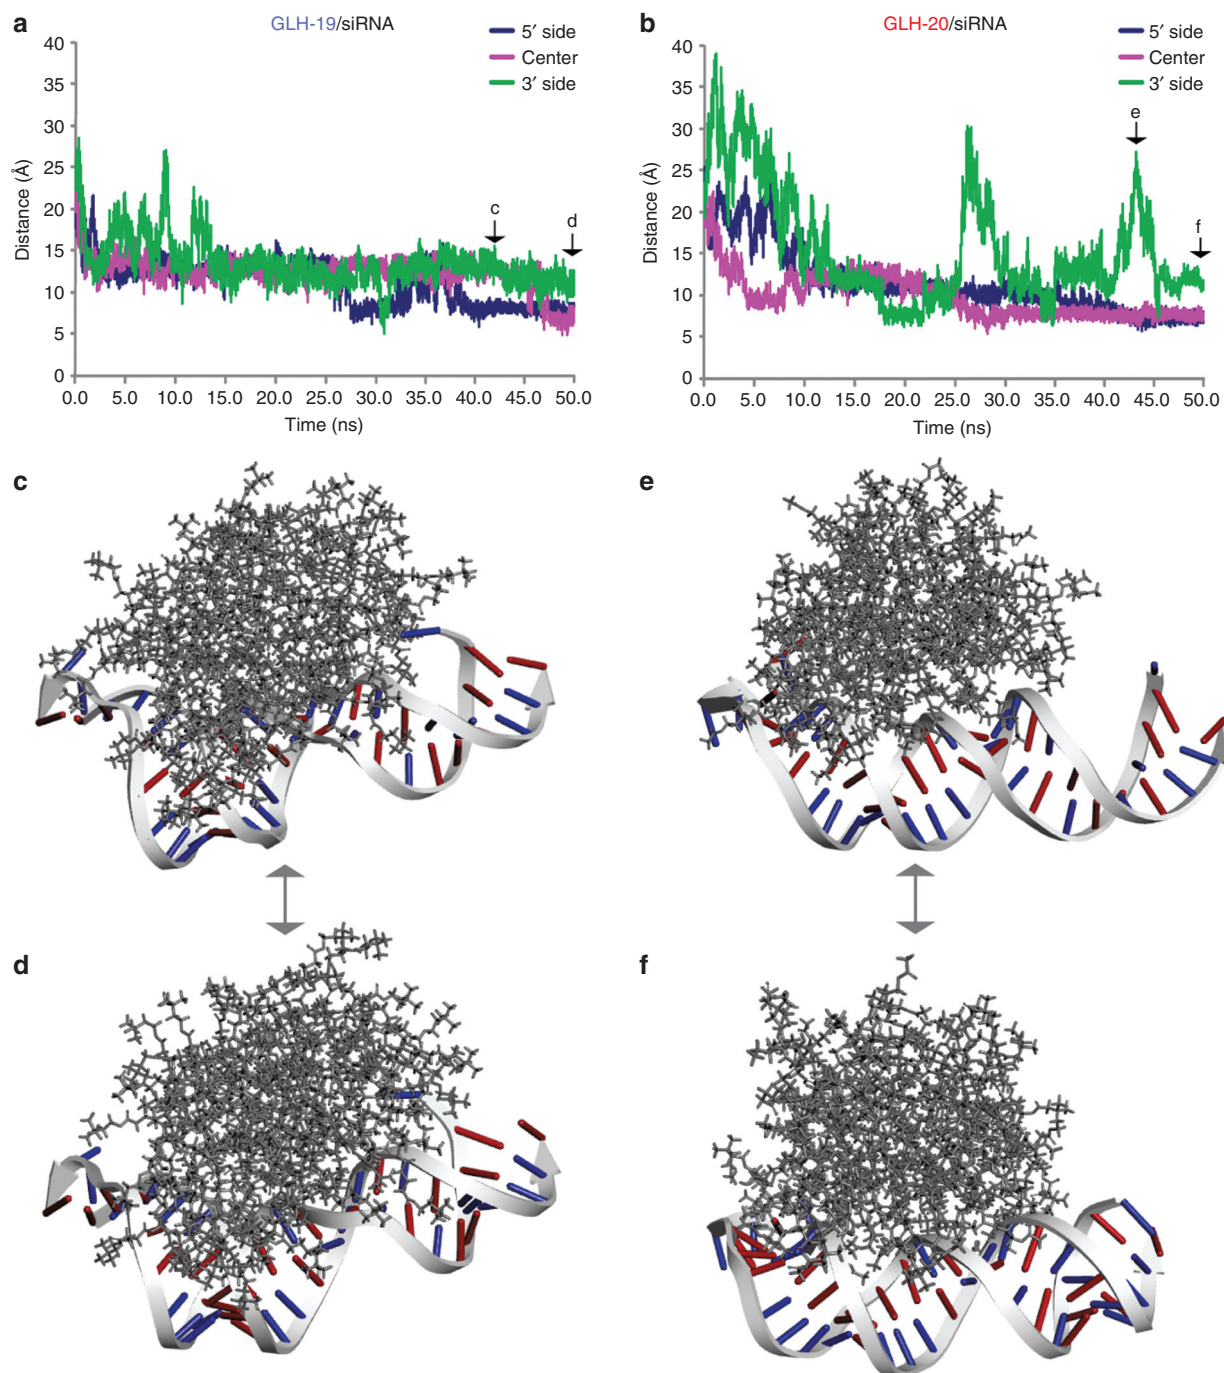 a
GLH-19/siRNA
5′ side
Center
3′ side
40
35
30
25
20
15
10
5
0
Distance (Å)
c
d
0.0 5.0 10.0 15.0 20.0 25.0 30.0 35.0 40.0 45.0 50.0
Time (ns)
b
GLH-20/siRNA
5′ side
Center
3′ side
40
35
30
25
20
15
10
5
0
Distance (Å)
e
f
0.0 5.0 10.0 15.0 20.0 25.0 30.0 35.0 40.0 45.0 50.0
Time (ns)
c
e
d
f